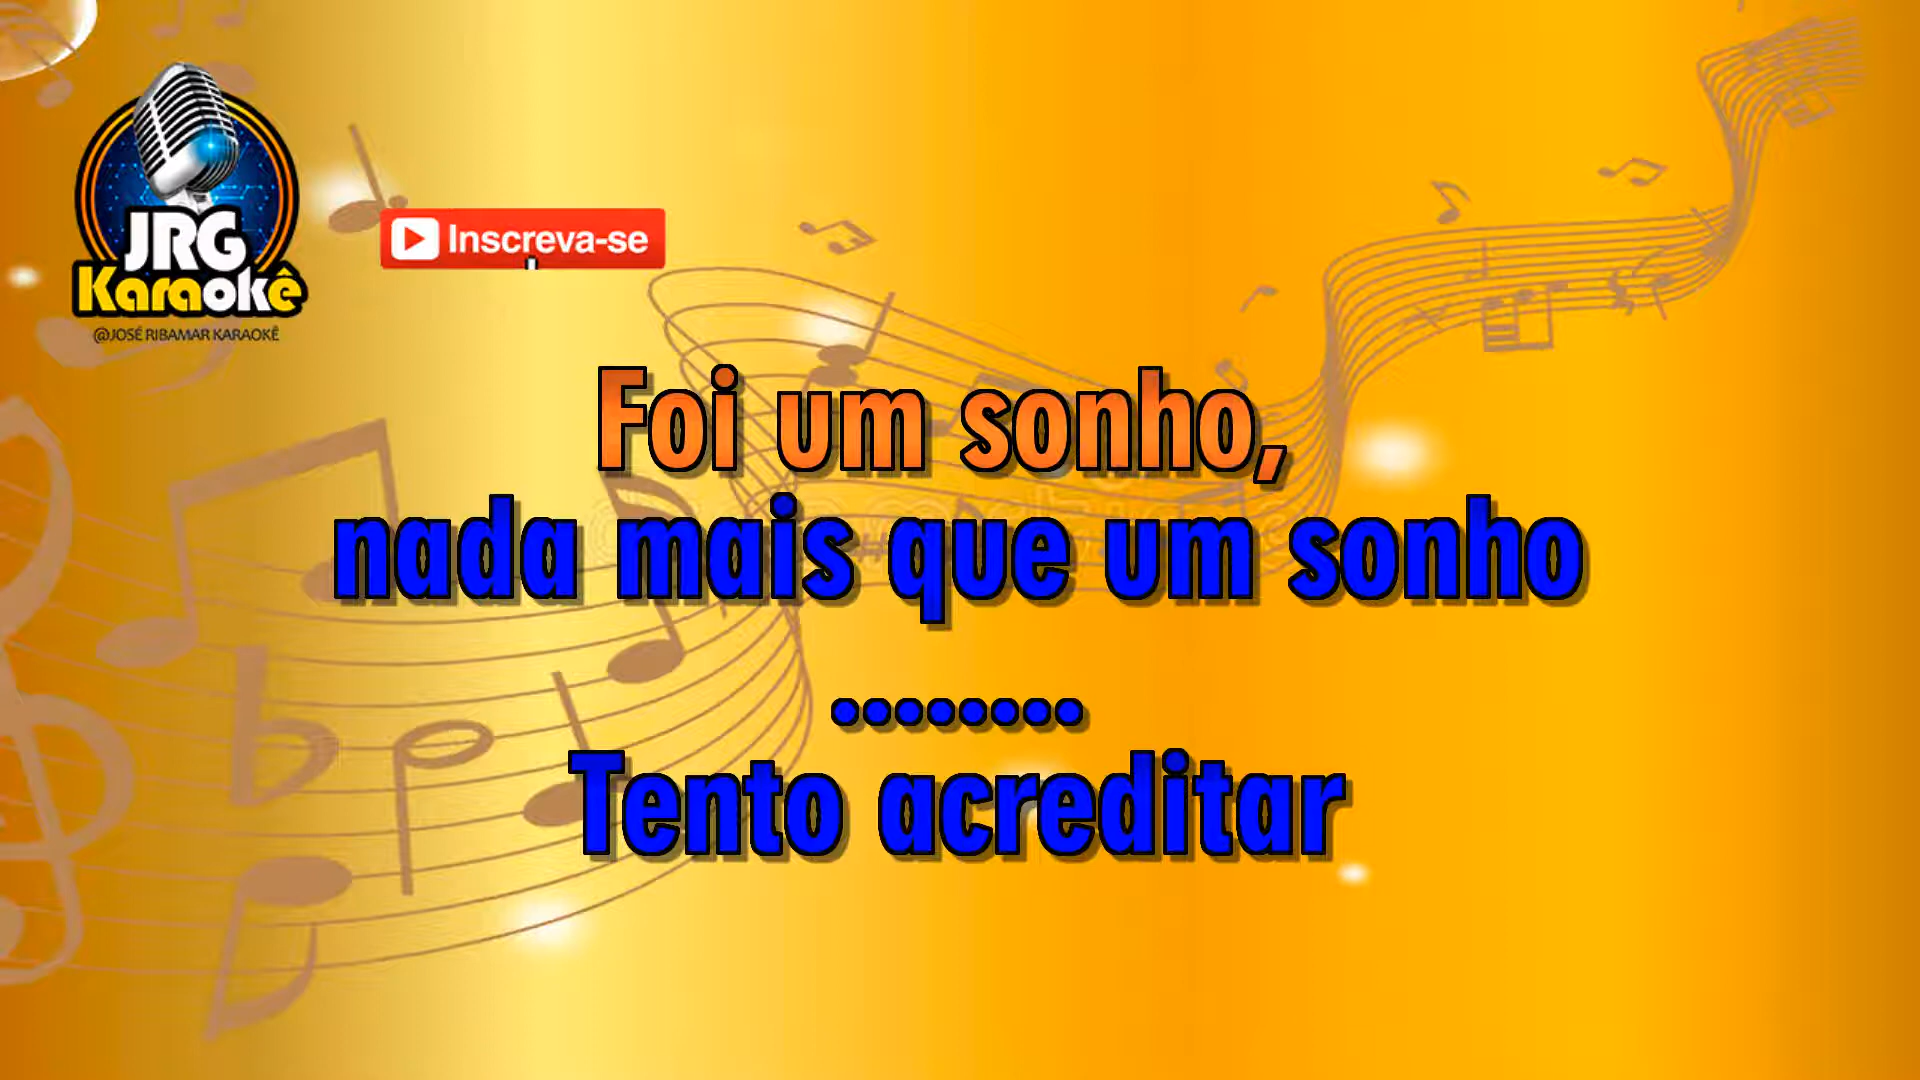 JRG
Karaokê
@JOSÉ RIBAMAR KARAOKÊ
Inscreva-se
Foi um sonho,
nada mais que um sonho
........
Tento acreditar